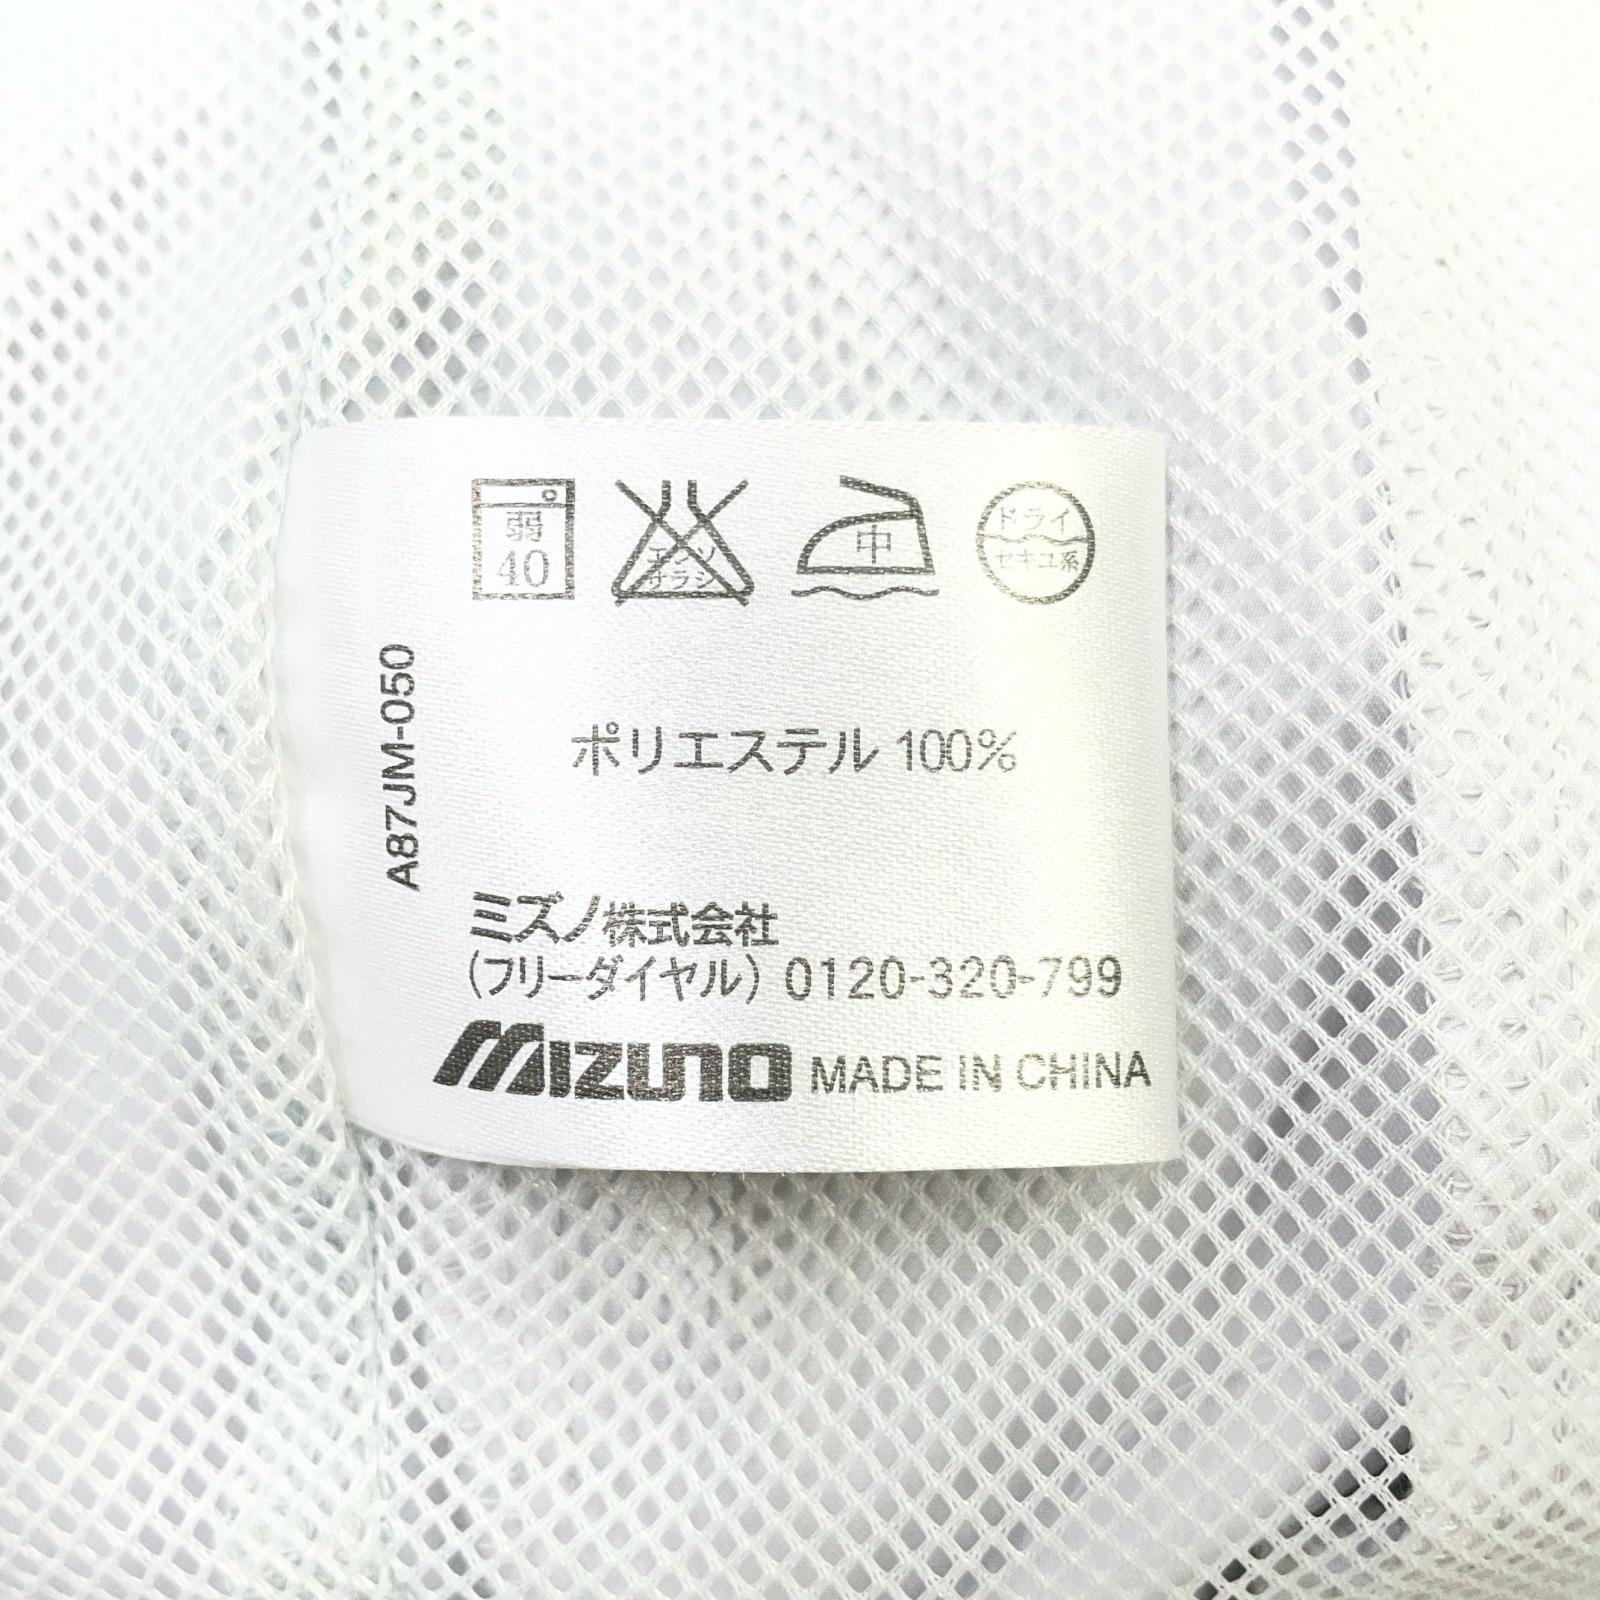 弱
40
エンソ
サラシ
中
ドライ
セキユ系
A87JM-050
ポリエステル 100%
ミズノ株式会社
(フリーダイヤル) 0120-320-799
MIZUNO MADE IN CHINA